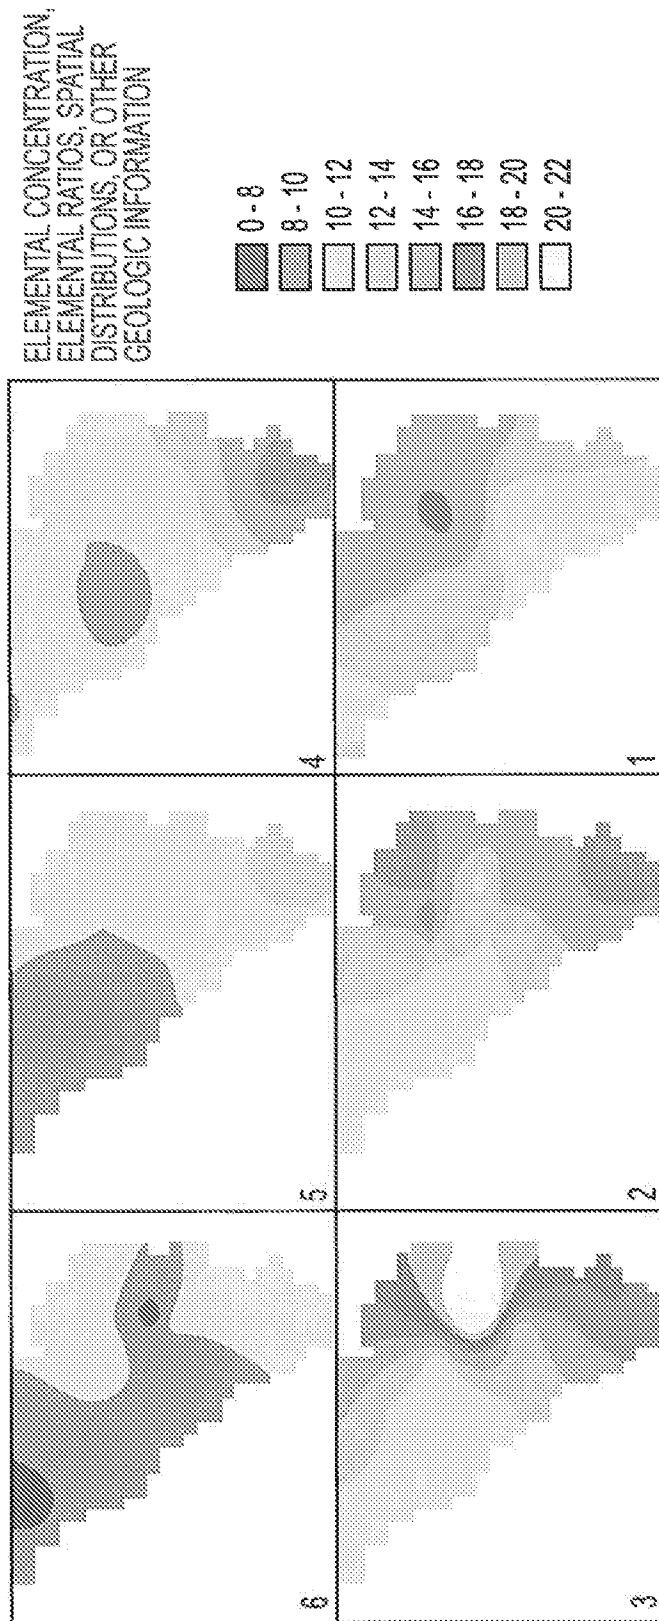 ELEMENTAL CONCENTRATION,
ELEMENTAL RATIOS, SPATIAL
DISTRIBUTIONS, OR OTHER
GEOLOGIC INFORMATION
0 - 8
8 - 10
10 - 12
12 - 14
14 - 16
16 - 18
18 - 20
20 - 22
6
5
4
3
2
1